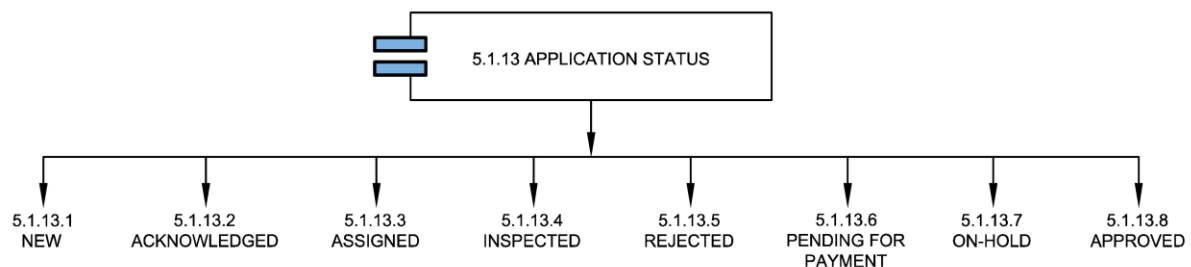 5.1.13 APPLICATION STATUS
5.1.13.1
NEW
5.1.13.2
ACKNOWLEDGED
5.1.13.3
ASSIGNED
5.1.13.4
INSPECTED
5.1.13.5
REJECTED
5.1.13.6
PENDING FOR
PAYMENT
5.1.13.7
ON-HOLD
5.1.13.8
APPROVED